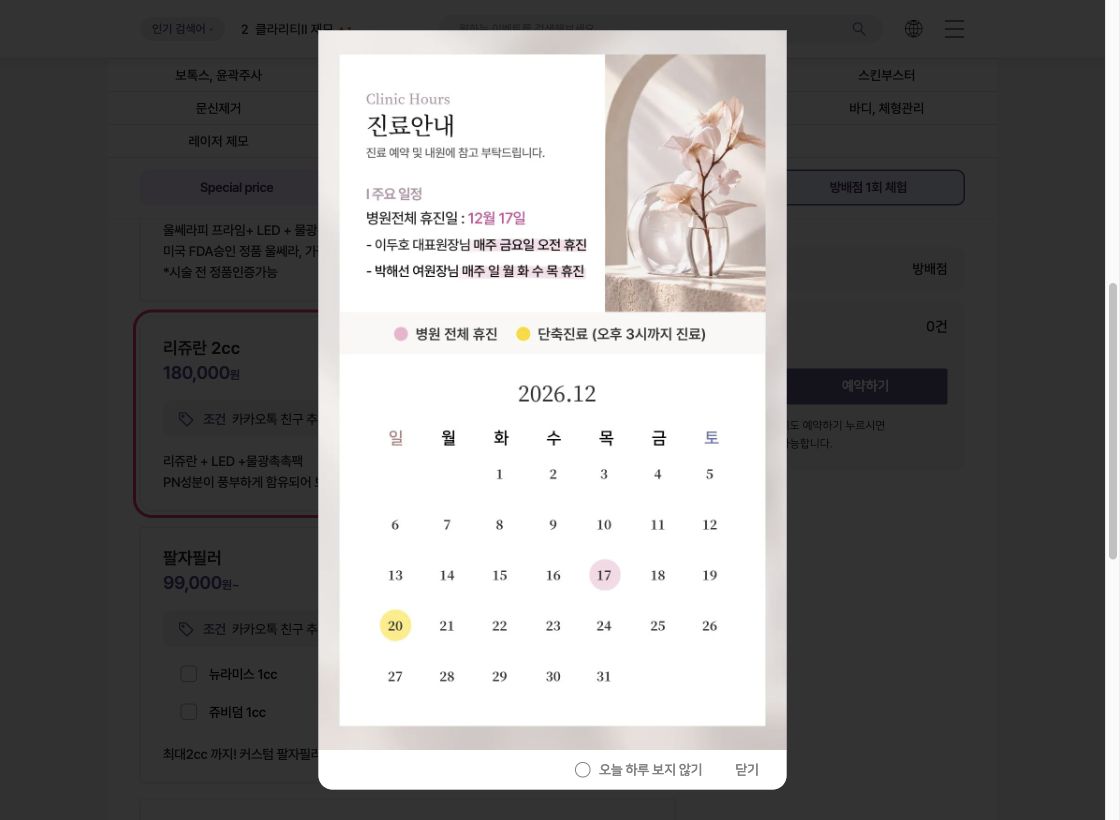 인기 검색어 -
2 클라리티II 제모
원하는 이벤트를 검색해보세요
보톡스, 윤곽주사
스킨부스터
문신제거
바디, 체형관리
레이저 제모
Special price
방배점 1회 체험
울쎄라피 프라임+ LED + 물광
미국 FDA승인 정품 울쎄라, 가
*시술 전 정품인증가능
방배점
0건
리쥬란 2cc
180,000원
조건 카카오톡 친구 추
예약하기
도 예약하기 누르시면
가능합니다.
리쥬란 + LED +물광촉촉팩
PN성분이 풍부하게 함유되어
팔자필러
99,000원~
조건 카카오톡 친구 추
뉴라미스 1cc
쥬비덤 1cc
최대2cc 까지! 커스텀 팔자필러
Clinic Hours
진료안내
진료 예약 및 내원에 참고 부탁드립니다.
I 주요 일정
병원전체 휴진일 : 12월 17일
- 이두호 대표원장님 매주 금요일 오전 휴진
- 박해선 여원장님 매주 일 월 화 수 목 휴진
병원 전체 휴진 단축진료 (오후 3시까지 진료)
2026.12
일 월 화 수 목 금 토
1 2 3 4 5
6 7 8 9 10 11 12
13 14 15 16 17 18 19
20 21 22 23 24 25 26
27 28 29 30 31
오늘 하루 보지 않기 닫기